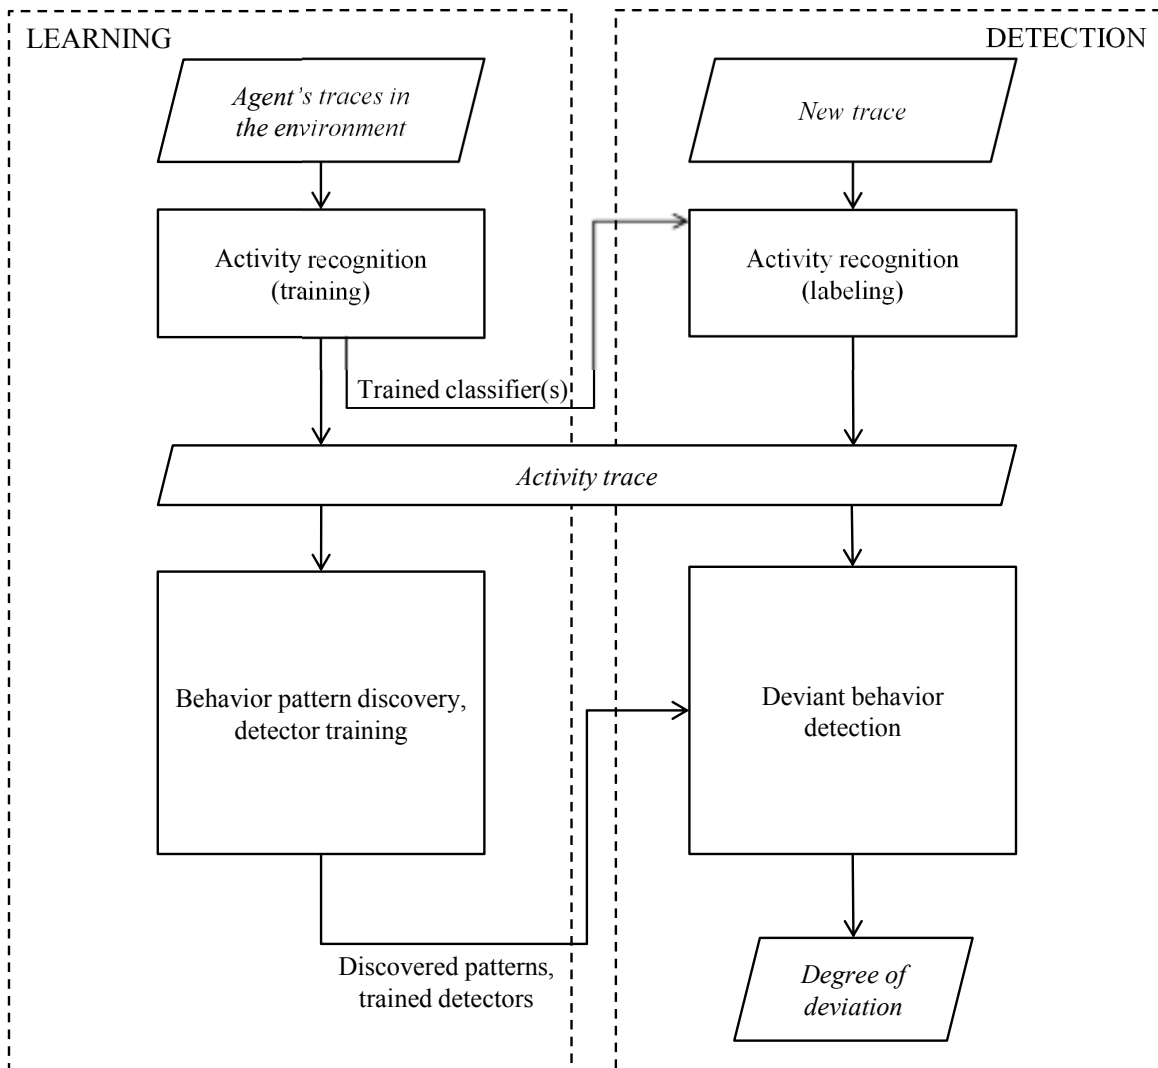 LEARNING
DETECTION
Agent's traces in
the environment
New trace
Activity recognition
(training)
Activity recognition
(labeling)
Trained classifier(s)
Activity trace
Behavior pattern discovery,
detector training
Deviant behavior
detection
Discovered patterns,
trained detectors
Degree of
deviation